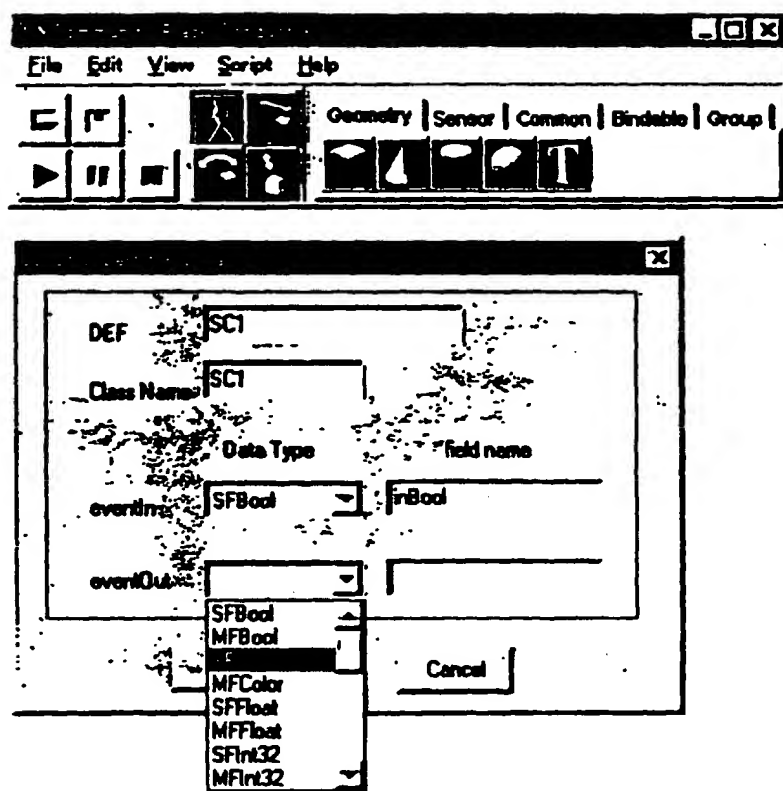 File Edit View Script Help
Geometry Sensor Common Bindable Group
DEF SC1
Class Name SC1
Data Type field name
eventIn SFBool inBool
eventOut
SFBool
MFBool
MFColor
SFFloat
MFFloat
SFInt32
MFInt32
Cancel